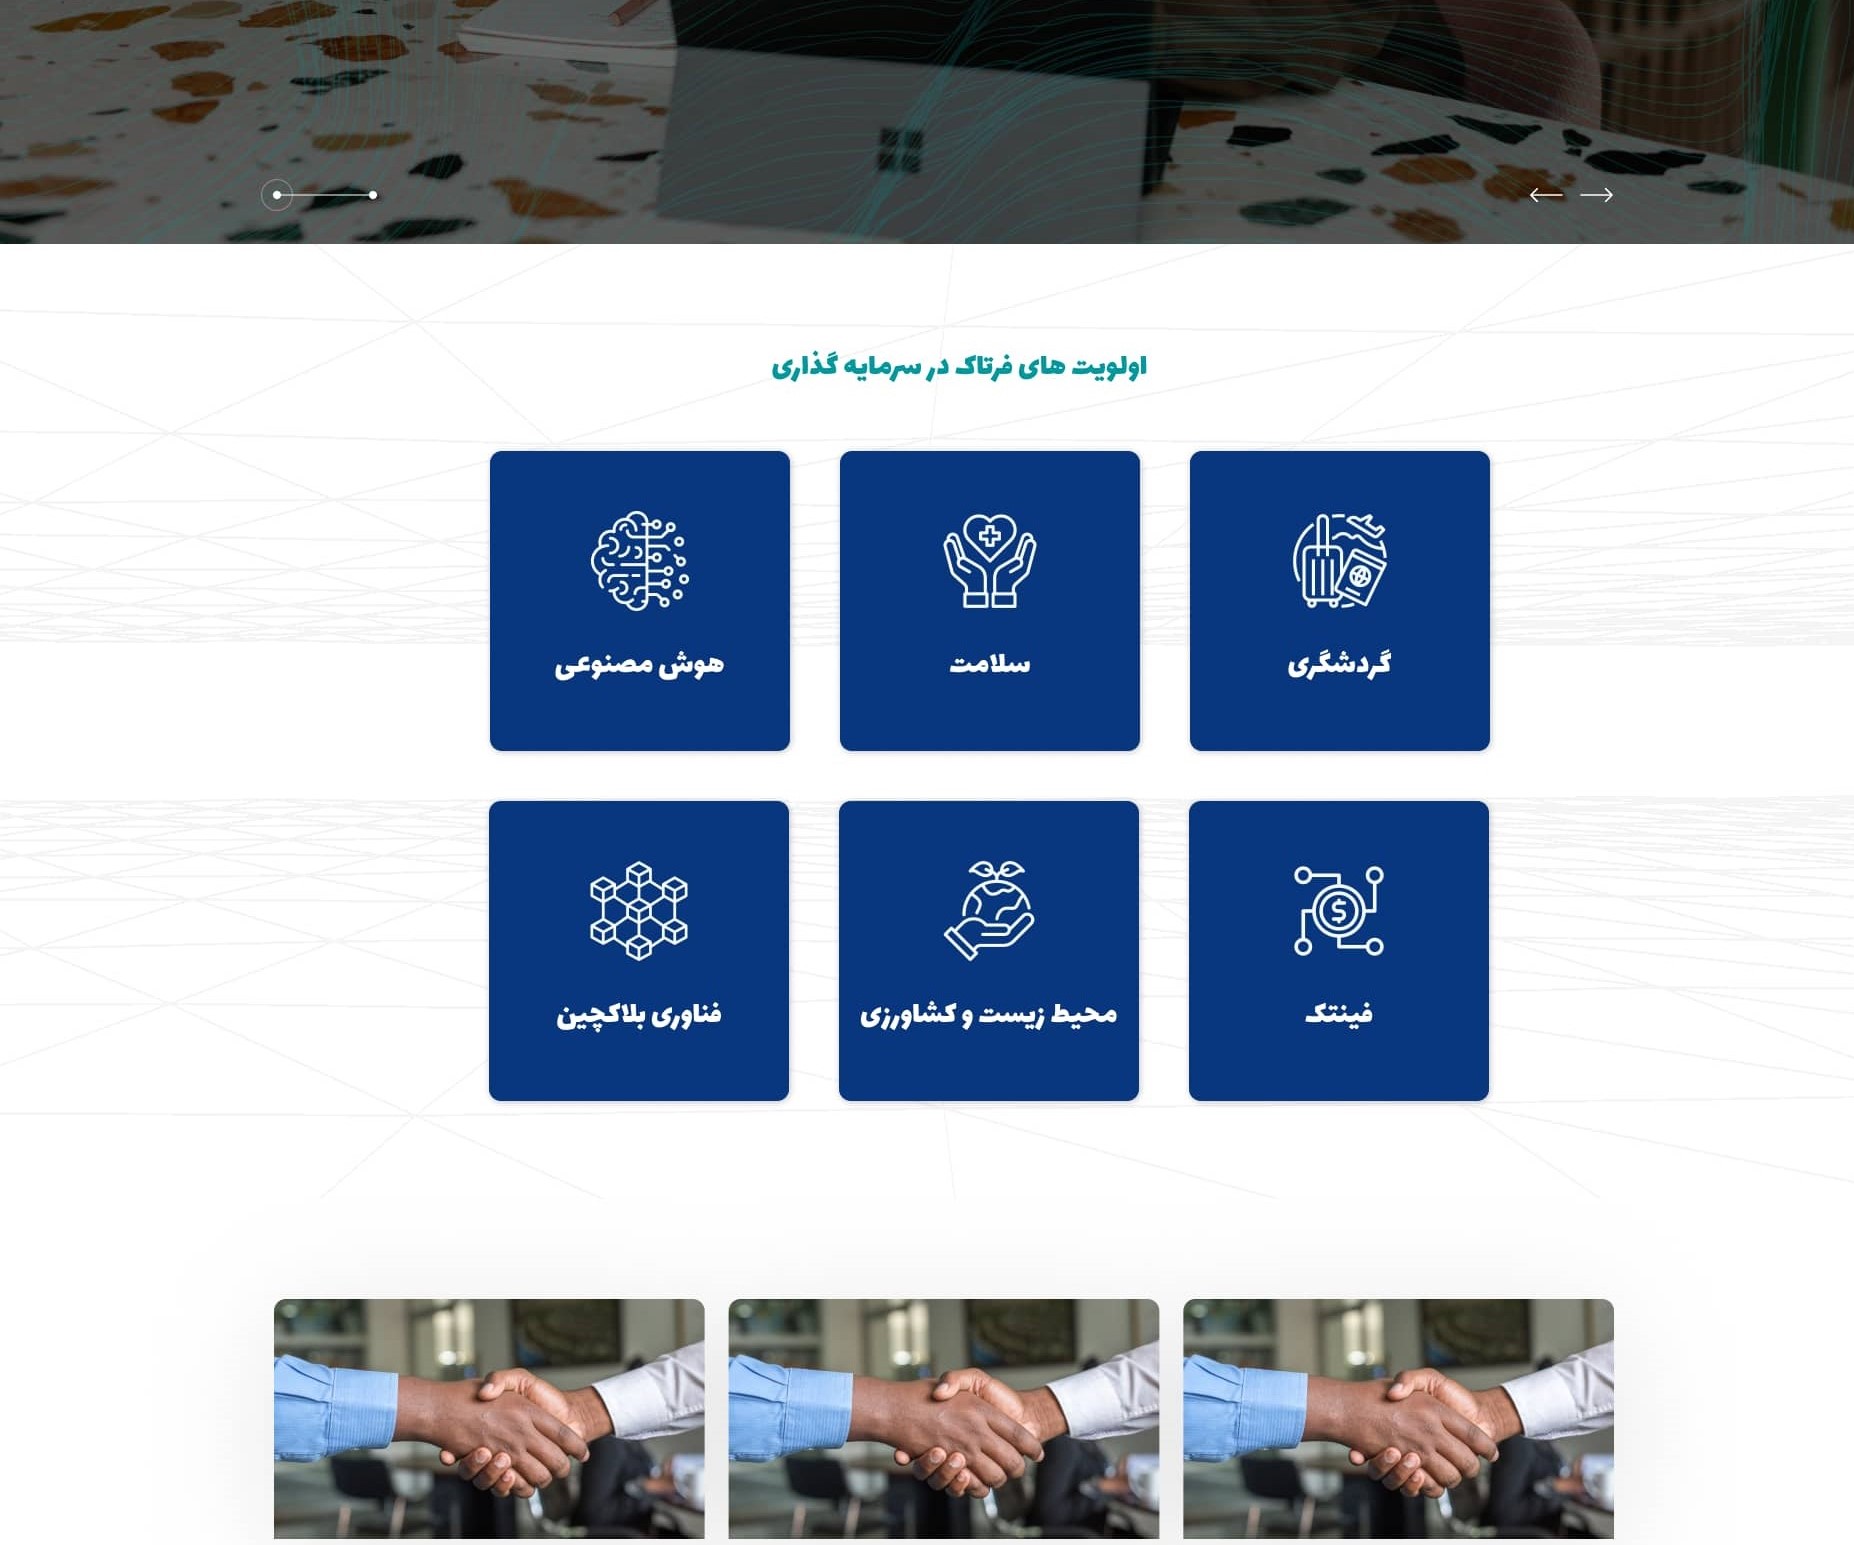 اولویت های فرتاک در سرمایه گذاری
گردشگری
سلامت
هوش مصنوعی
فینتک
محیط زیست و کشاورزی
فناوری بلاکچین